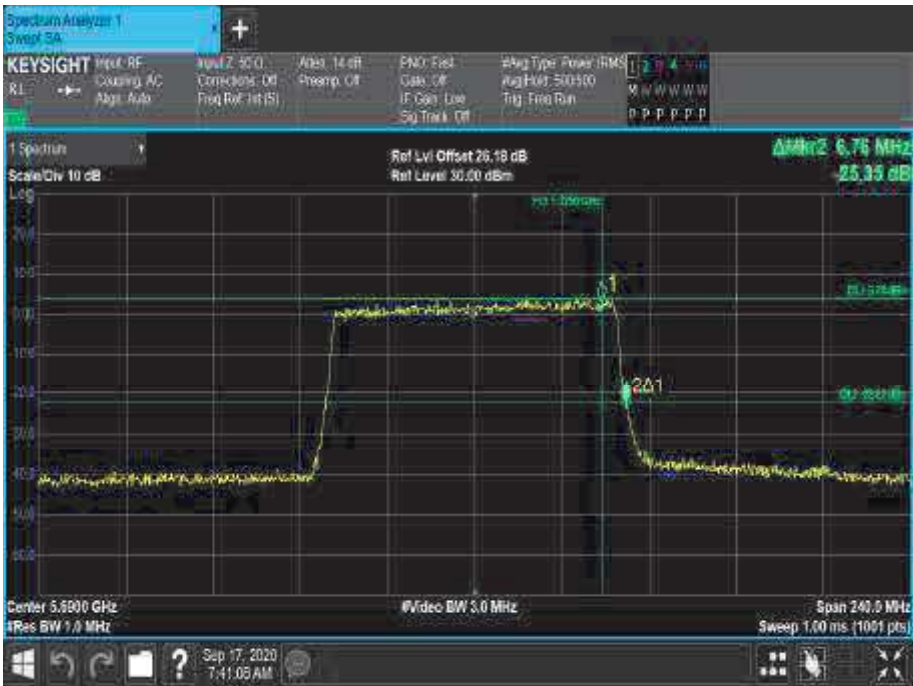 Spectrum Analyzer 1
Swept SA
+
KEYSIGHT
Input: RF
Coupling: AC
Align: Auto
Input Z: 50 Ω
Corrections: Off
Freq Ref: Int (S)
Atten: 14 dB
Preamp: Off
PNO: Fast
Gate: Off
IF Gain: Low
Sig Track: Off
#Avg Type: Power (RMS
Avg|Hold: 500/500
Trig: Free Run
M W W W W W
P P P P P P
1 Spectrum
Scale/Div 10 dB
Log
Ref Lvl Offset 26.18 dB
Ref Level 30.00 dBm
ΔMkr2 6.76 MHz
25.35 dB
1
2Δ1
Center 5.6900 GHz
#Res BW 1.0 MHz
#Video BW 3.0 MHz
Span 240.0 MHz
Sweep 1.00 ms (1001 pts)
?
Sep 17, 2020
7:41:08 AM